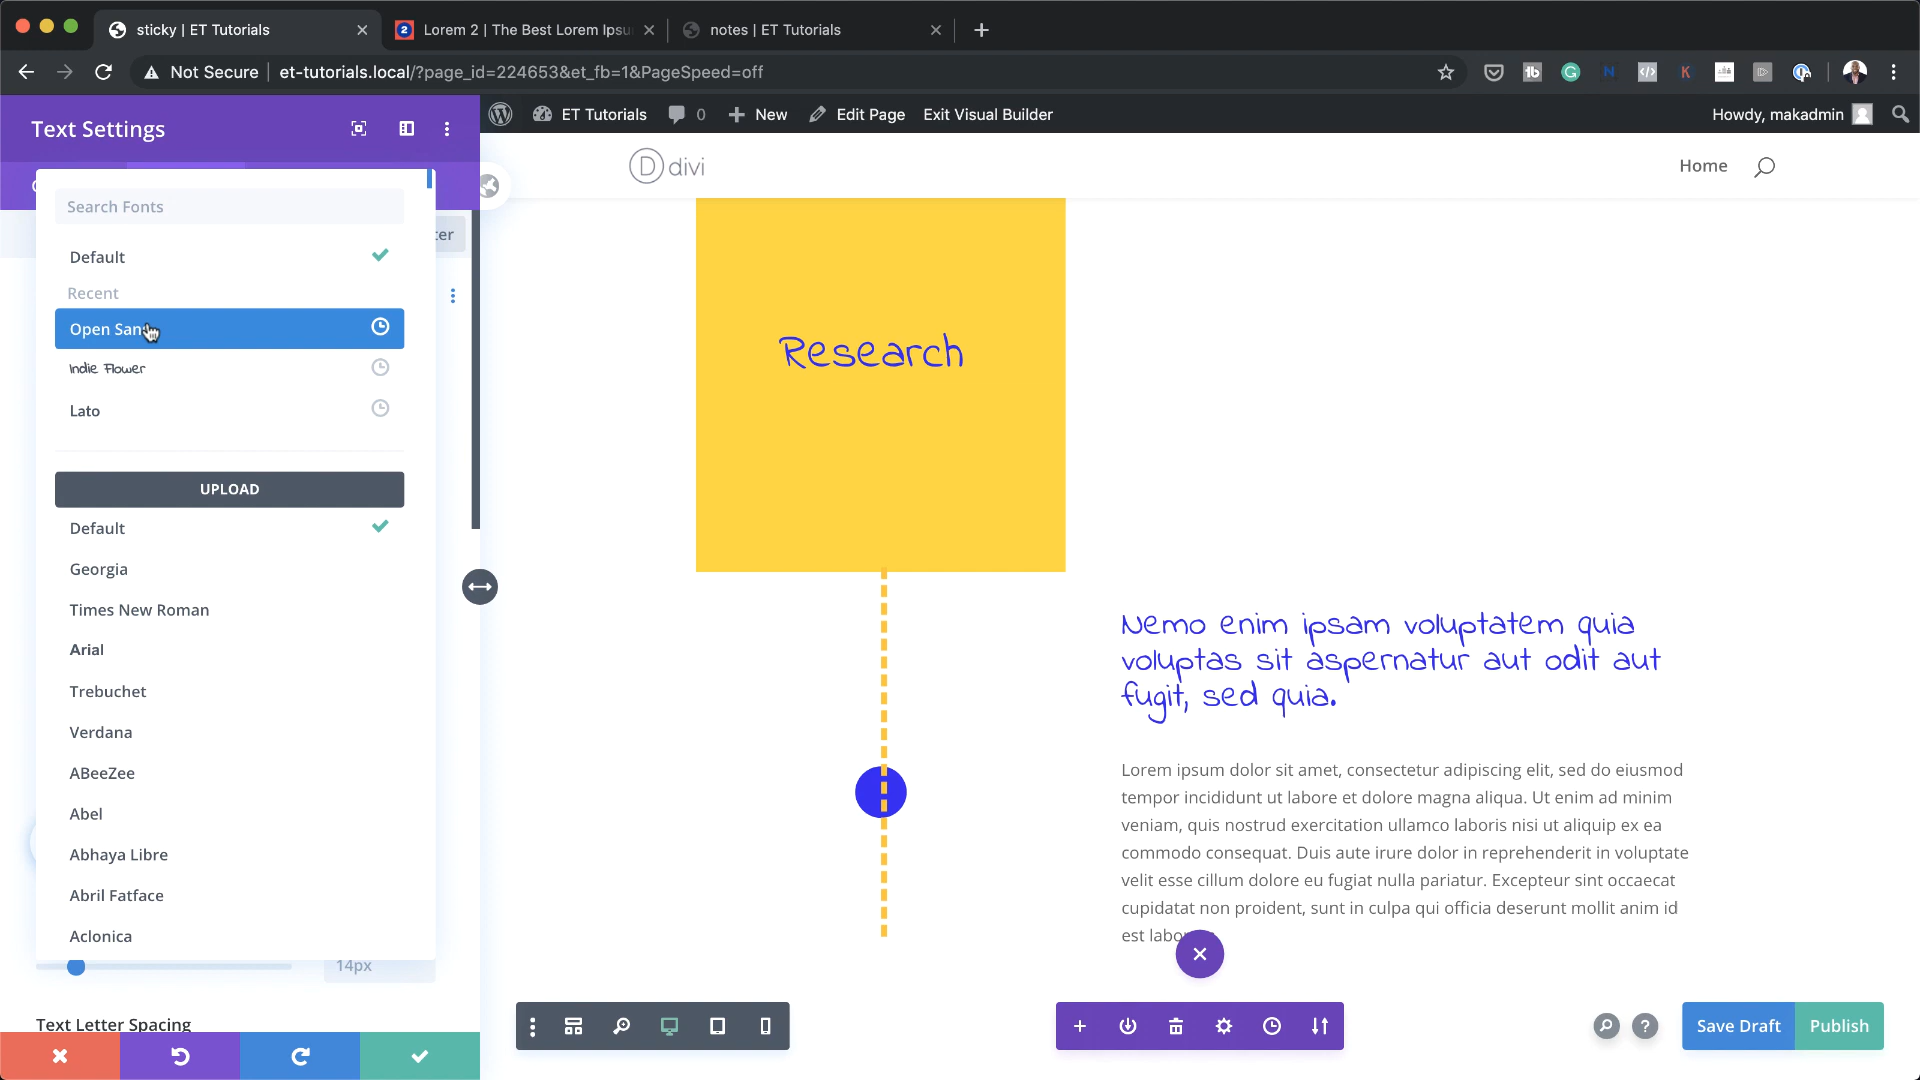 sticky | ET Tutorials
Lorem 2 | The Best Lorem Ipsu
notes | ET Tutorials
Not Secure
et-tutorials.local/?page_id=224653&et_fb=1&PageSpeed=off
ET Tutorials
0
New
Edit Page
Exit Visual Builder
Howdy, makadmin
Text Settings
divi
Home
Search Fonts
ter
Default
Recent
Open Sans
Indie Flower
Lato
UPLOAD
Default
Georgia
Times New Roman
Arial
Trebuchet
Verdana
ABeeZee
Abel
Abhaya Libre
Abril Fatface
Aclonica
14px
Text Letter Spacing
Research
Nemo enim ipsam voluptatem quia
voluptas sit aspernatur aut odit aut
fugit, sed quia.
Lorem ipsum dolor sit amet, consectetur adipiscing elit, sed do eiusmod
tempor incididunt ut labore et dolore magna aliqua. Ut enim ad minim
veniam, quis nostrud exercitation ullamco laboris nisi ut aliquip ex ea
commodo consequat. Duis aute irure dolor in reprehenderit in voluptate
velit esse cillum dolore eu fugiat nulla pariatur. Excepteur sint occaecat
cupidatat non proident, sunt in culpa qui officia deserunt mollit anim id
est labo
Save Draft
Publish